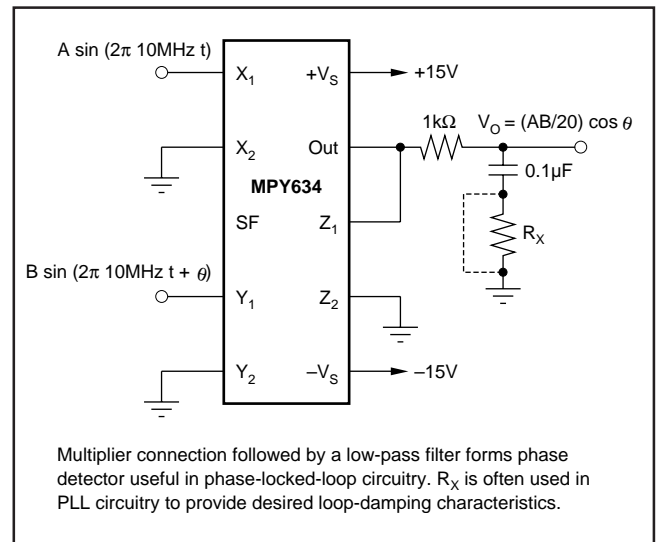 A sin (2π 10MHz t)
X1
+VS
+15V
1kΩ
VO = (AB/20) cos θ
X2
Out
0.1µF
MPY634
SF
Z1
RX
B sin (2π 10MHz t + θ)
Y1
Z2
Y2
–VS
–15V
Multiplier connection followed by a low-pass filter forms phase
detector useful in phase-locked-loop circuitry. RX is often used in
PLL circuitry to provide desired loop-damping characteristics.